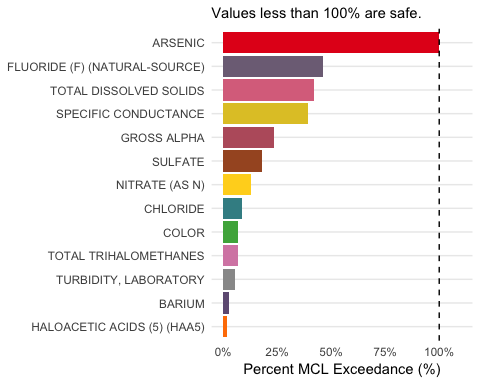 Values less than 100% are safe.
ARSENIC
FLUORIDE (F) (NATURAL-SOURCE)
TOTAL DISSOLVED SOLIDS
SPECIFIC CONDUCTANCE
GROSS ALPHA
SULFATE
NITRATE (AS N)
CHLORIDE
COLOR
TOTAL TRIHALOMETHANES
TURBIDITY, LABORATORY
BARIUM
HALOACETIC ACIDS (5) (HAA5)
0% 25% 50% 75% 100%
Percent MCL Exceedance (%)